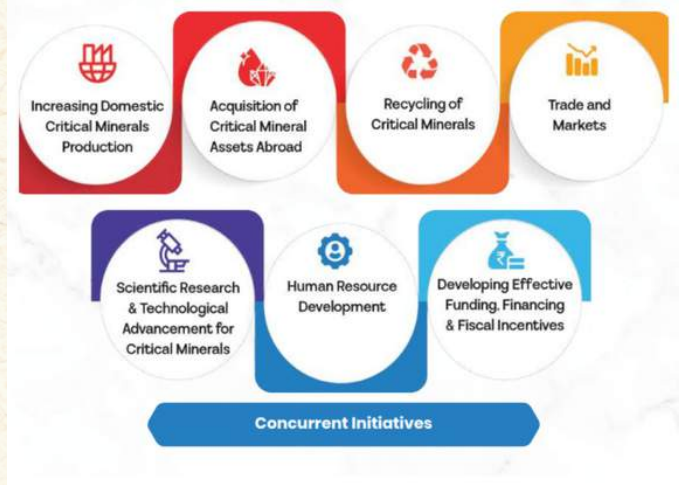 Increasing Domestic
Critical Minerals
Production
Acquisition of
Critical Mineral
Assets Abroad
Recycling of
Critical Minerals
Trade and
Markets
Scientific Research
& Technological
Advancement for
Critical Minerals
Human Resource
Development
₹
Developing Effective
Funding, Financing
& Fiscal Incentives
Concurrent Initiatives